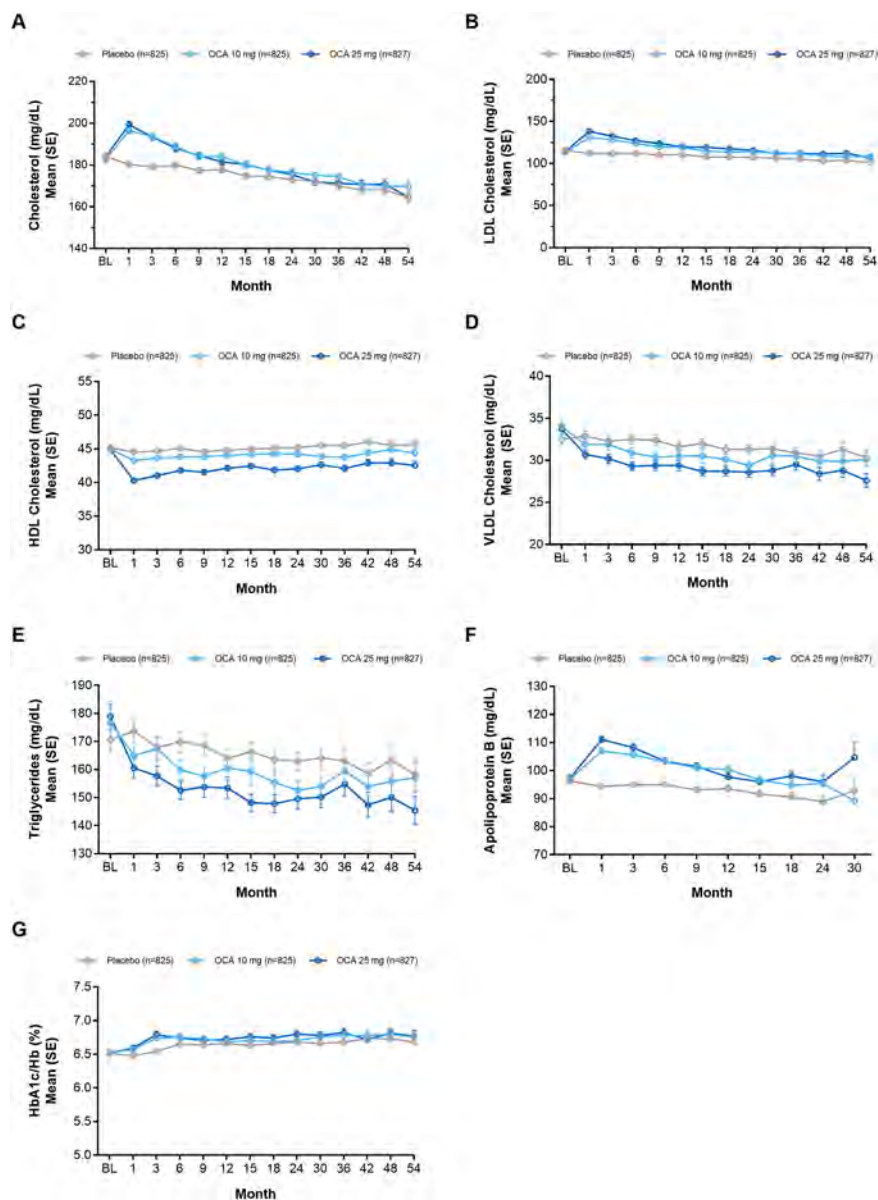 A
Placebo (n=825) OCA 10 mg (n=825) OCA 25 mg (n=827)
Cholesterol (mg/dL)
Mean (SE)
220
200
180
160
140
BL 1 3 6 9 12 15 18 24 30 36 42 48 54
Month
B
Placebo (n=825) OCA 10 mg (n=825) OCA 25 mg (n=827)
LDL Cholesterol (mg/dL)
Mean (SE)
200
150
100
50
0
BL 1 3 6 9 12 15 18 24 30 36 42 48 54
Month
C
Placebo (n=825) OCA 10 mg (n=825) OCA 25 mg (n=827)
HDL Cholesterol (mg/dL)
Mean (SE)
55
50
45
40
35
30
BL 1 3 6 9 12 15 18 24 30 36 42 48 54
Month
D
Placebo (n=825) OCA 10 mg (n=825) OCA 25 mg (n=827)
VLDL Cholesterol (mg/dL)
Mean (SE)
40
35
30
25
20
BL 1 3 6 9 12 15 18 24 30 36 42 48 54
Month
E
Placebo (n=825) OCA 10 mg (n=825) OCA 25 mg (n=827)
Triglycerides (mg/dL)
Mean (SE)
190
180
170
160
150
140
130
BL 1 3 6 9 12 15 18 24 30 36 42 48 54
Month
F
Placebo (n=825) OCA 10 mg (n=825) OCA 25 mg (n=827)
Apolipoprotein B (mg/dL)
Mean (SE)
130
120
110
100
90
80
70
BL 1 3 6 9 12 15 18 24 30
Month
G
Placebo (n=825) OCA 10 mg (n=825) OCA 25 mg (n=827)
HbA1c/Hb (%)
Mean (SE)
7.5
7.0
6.5
6.0
5.5
5.0
BL 1 3 6 9 12 15 18 24 30 36 42 48 54
Month